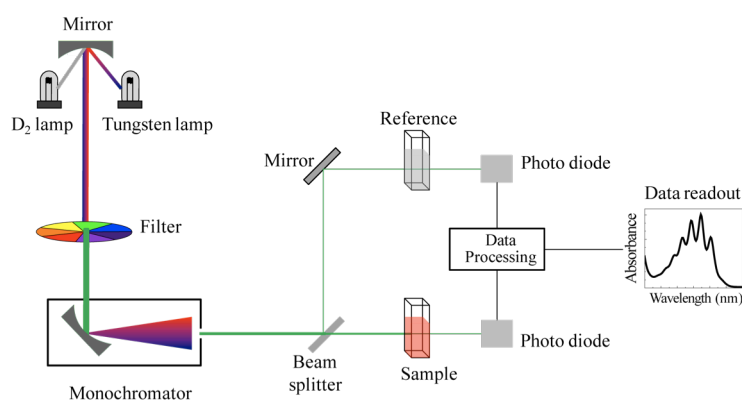 Mirror
D₂ lamp
Tungsten lamp
Filter
Monochromator
Mirror
Reference
Photo diode
Data
Processing
Beam
splitter
Sample
Photo diode
Data readout
Absorbance
Wavelength (nm)